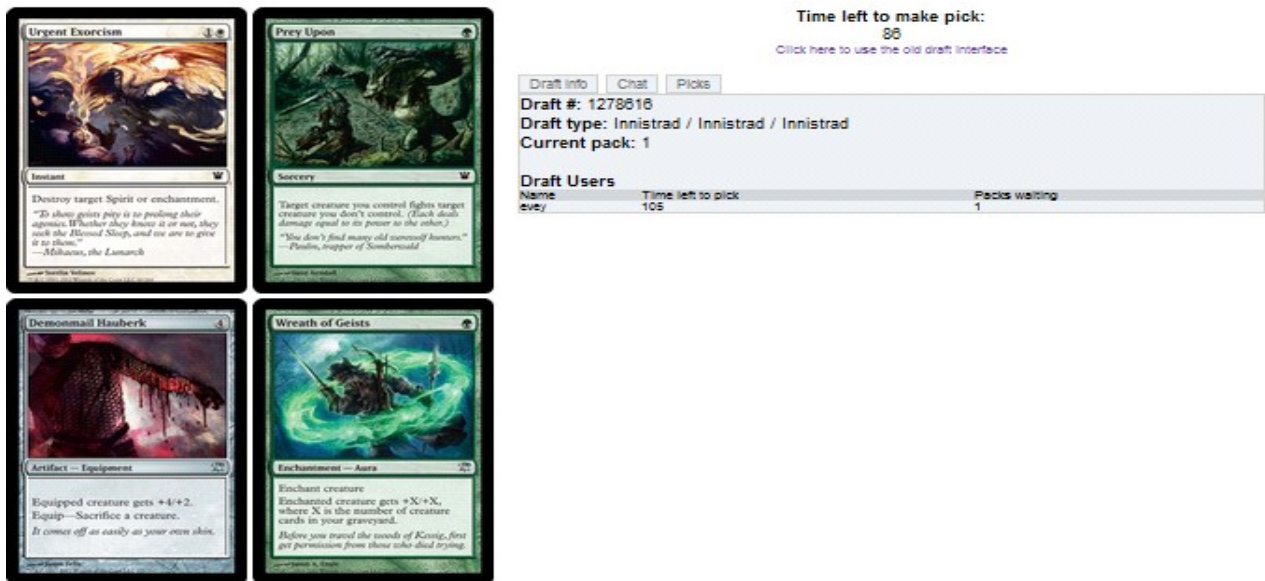 Urgent Exorcism
1
Instant
Destroy target Spirit or enchantment.
"To show geists pity is to prolong their
agonies. Whether they know it or not, they
seek the Blessed Sleep, and we are to give
it to them."
—Mikaeus, the Lunarch
Prey Upon
Sorcery
Target creature you control fights target
creature you don't control. (Each deals
damage equal to its power to the other.)
"You don't find many old werewolf hunters."
—Paulin, trapper of Somberwald
Demonmail Hauberk
4
Artifact — Equipment
Equipped creature gets +4/+2.
Equip—Sacrifice a creature.
It comes off as easily as your own skin.
Wreath of Geists
Enchantment — Aura
Enchant creature
Enchanted creature gets +X/+X,
where X is the number of creature
cards in your graveyard.
Before you travel the woods of Kessig, first
get permission from those who died trying.
Time left to make pick:
86
Click here to use the old draft interface
Draft info Chat Picks
Draft #: 1278616
Draft type: Innistrad / Innistrad / Innistrad
Current pack: 1
Draft Users
Name Time left to pick Packs waiting
evey 105 1